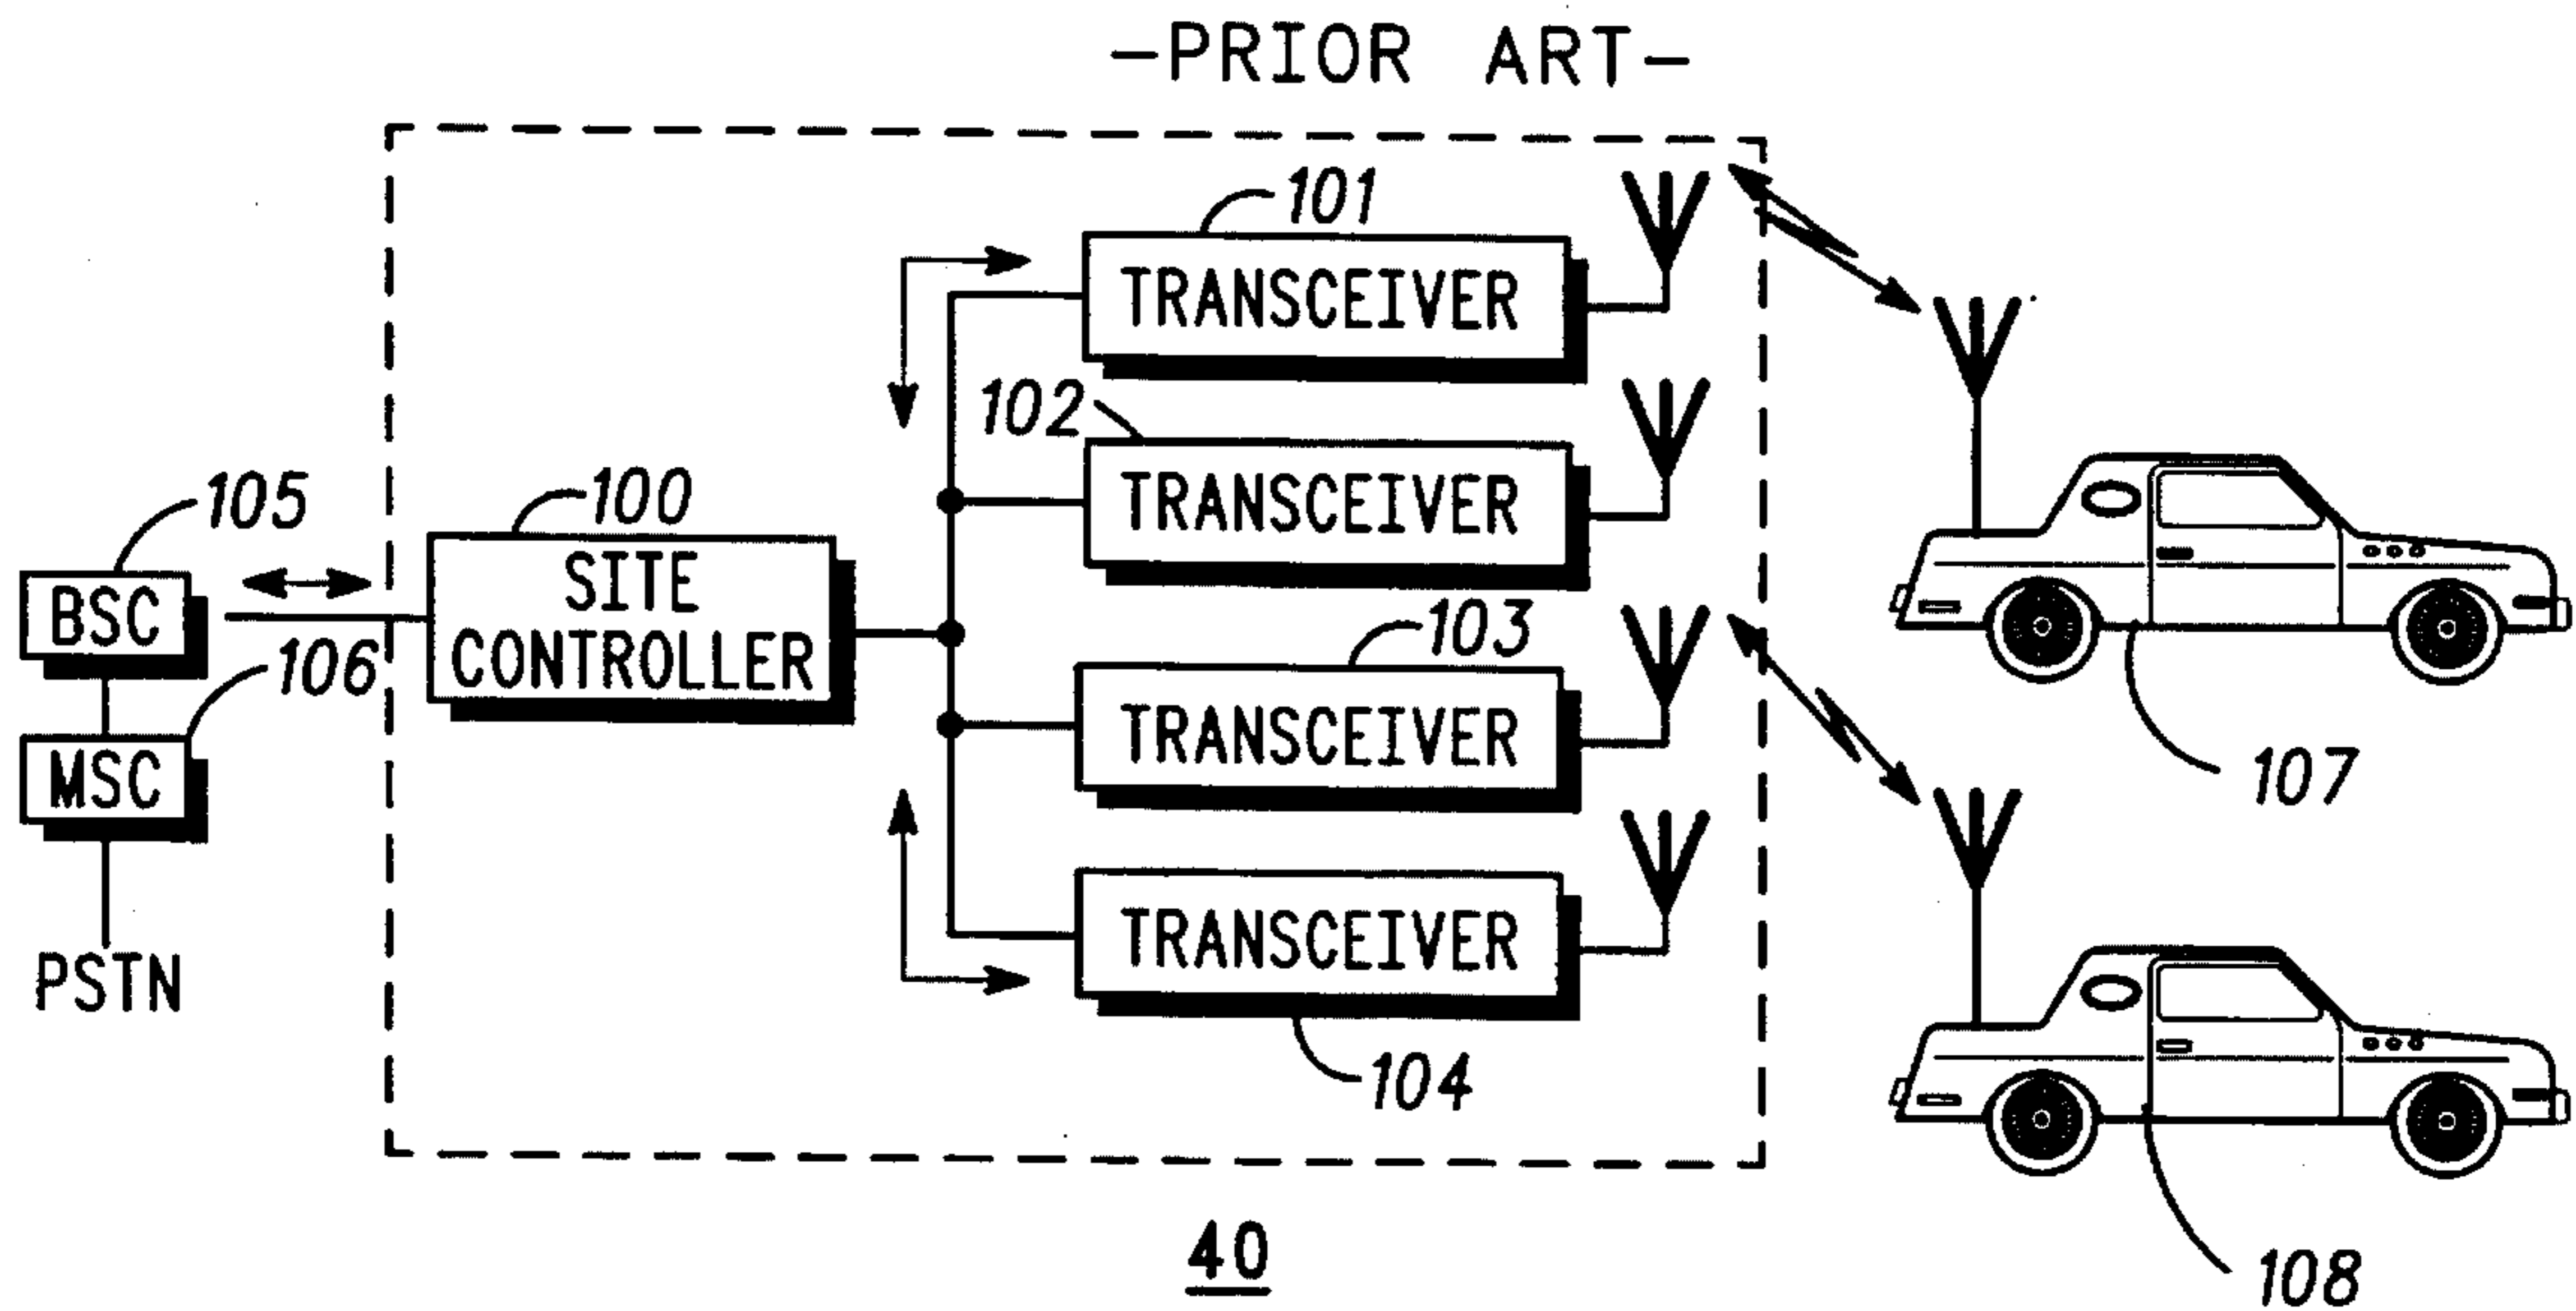 -PRIOR ART-
101
TRANSCEIVER
102
TRANSCEIVER
105
100
BSC
SITE
CONTROLLER
103
106
TRANSCEIVER
MSC
107
PSTN
TRANSCEIVER
104
40
108